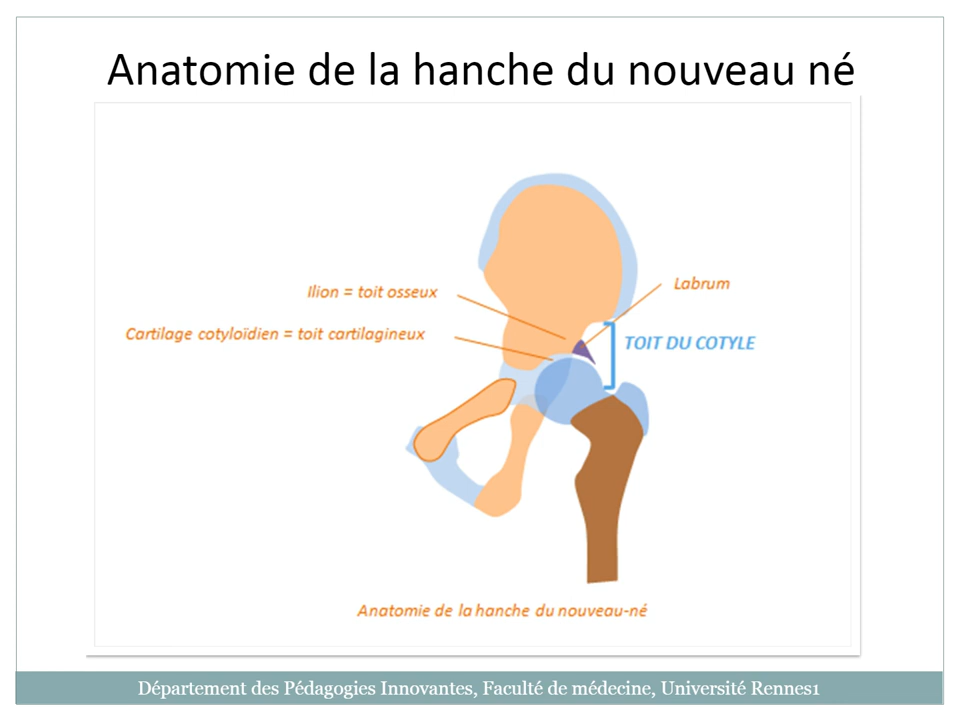 Anatomie de la hanche du nouveau né
Labrum
Ilion = toit osseux
Cartilage cotyloïdien = toit cartilagineux
TOIT DU COTYLE
Anatomie de la hanche du nouveau-né
Département des Pédagogies Innovantes, Faculté de médecine, Université Rennes1